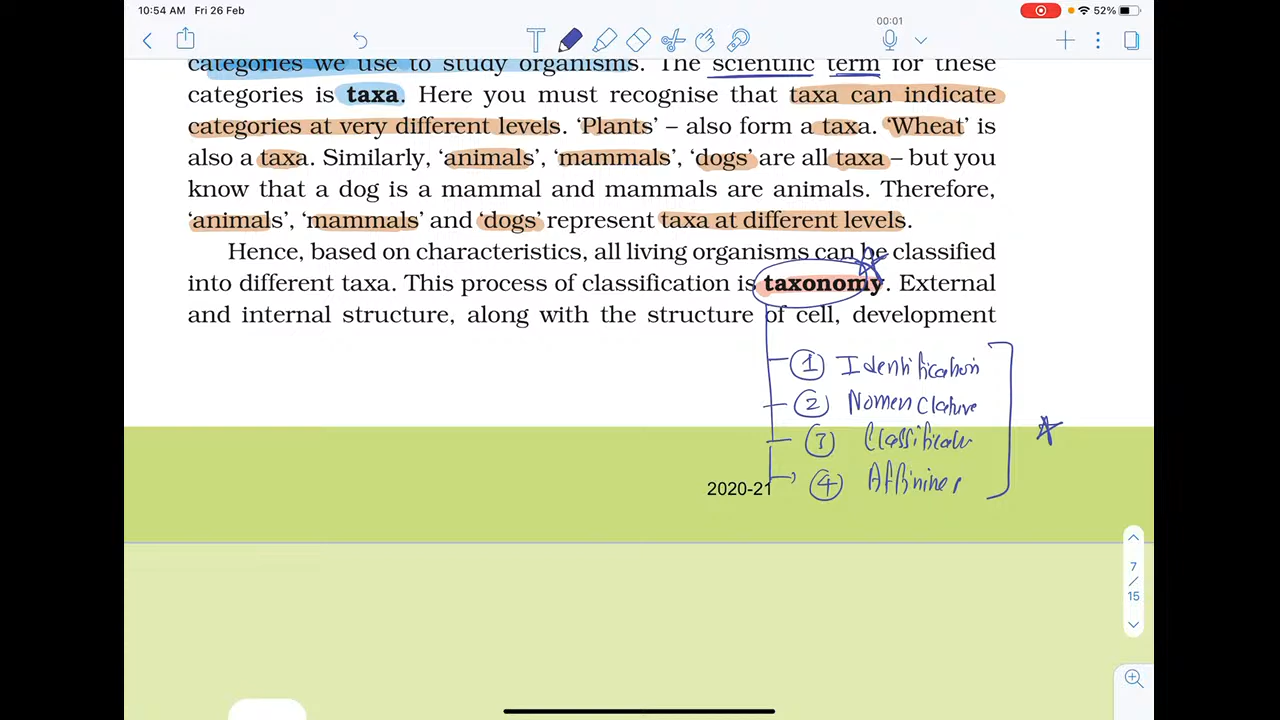 10:54 AM Fri 26 Feb
52%
00:01
T
categories we use to study organisms. The scientific term for these
categories is taxa. Here you must recognise that taxa can indicate
categories at very different levels. ‘Plants’ – also form a taxa. ‘Wheat’ is
also a taxa. Similarly, ‘animals’, ‘mammals’, ‘dogs’ are all taxa – but you
know that a dog is a mammal and mammals are animals. Therefore,
‘animals’, ‘mammals’ and ‘dogs’ represent taxa at different levels.
Hence, based on characteristics, all living organisms can be classified
into different taxa. This process of classification is taxonomy. External
and internal structure, along with the structure of cell, development
1 Identification
2 Nomenclature
3
4
2020-21
7
/
15